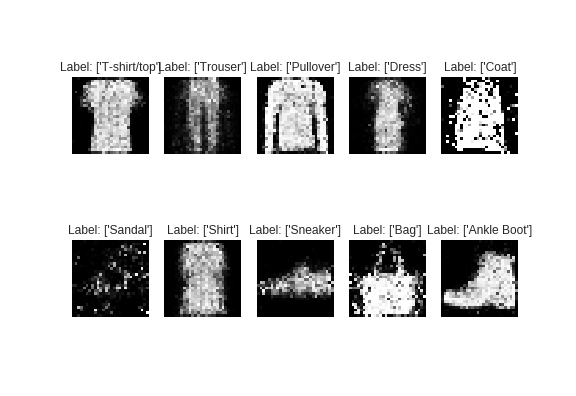 Label: ['T-shirt/top'] Label: ['Trouser'] Label: ['Pullover'] Label: ['Dress'] Label: ['Coat']
Label: ['Sandal'] Label: ['Shirt'] Label: ['Sneaker'] Label: ['Bag'] Label: ['Ankle Boot']